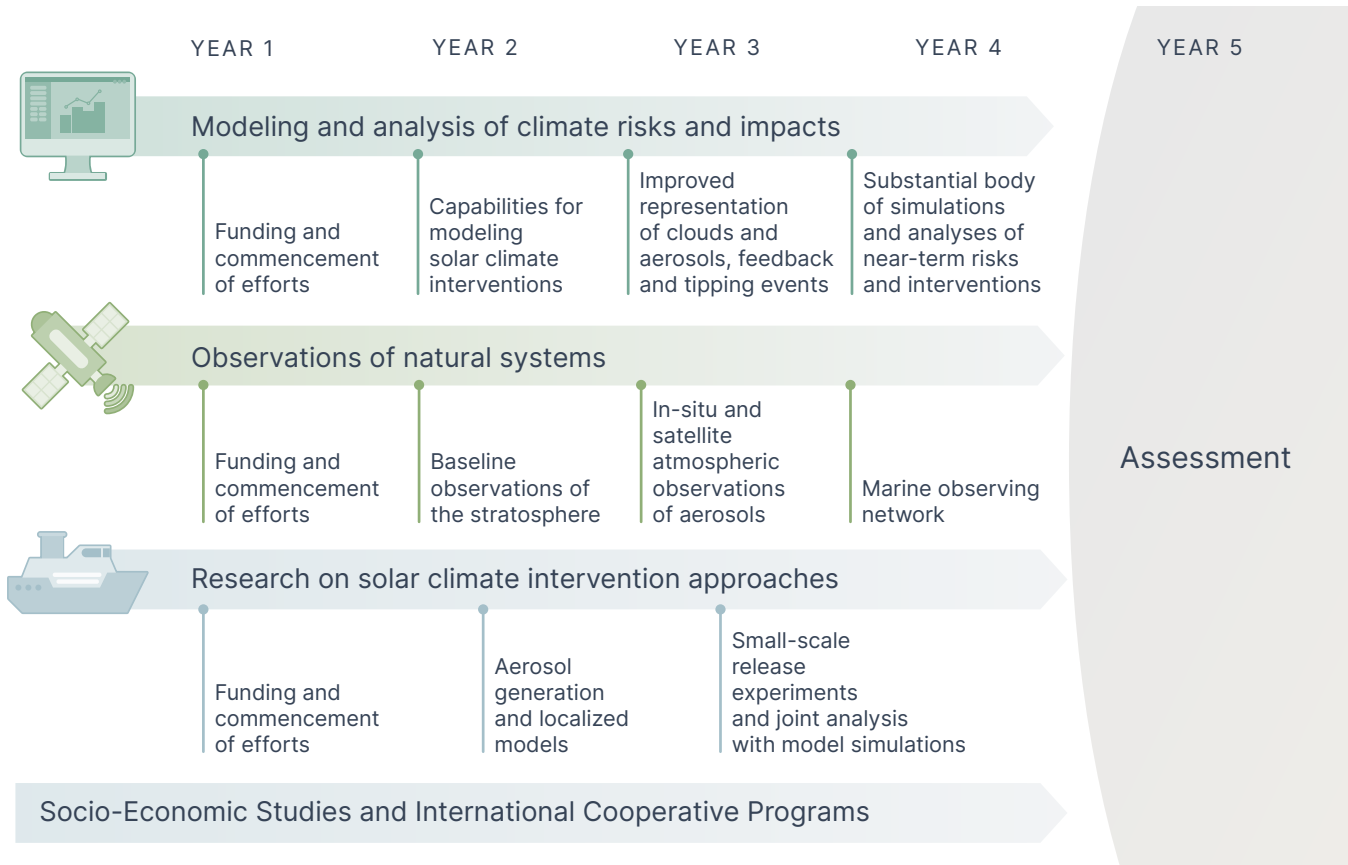 YEAR 1
YEAR 2
YEAR 3
YEAR 4
YEAR 5
Modeling and analysis of climate risks and impacts
Funding and
commencement
of efforts
Capabilities for
modeling
solar climate
interventions
Improved
representation
of clouds and
aerosols, feedback
and tipping events
Substantial body
of simulations
and analyses of
near-term risks
and interventions
Observations of natural systems
Funding and
commencement
of efforts
Baseline
observations of
the stratosphere
In-situ and
satellite
atmospheric
observations
of aerosols
Marine observing
network
Assessment
Research on solar climate intervention approaches
Funding and
commencement
of efforts
Aerosol
generation
and localized
models
Small-scale
release
experiments
and joint analysis
with model simulations
Socio-Economic Studies and International Cooperative Programs